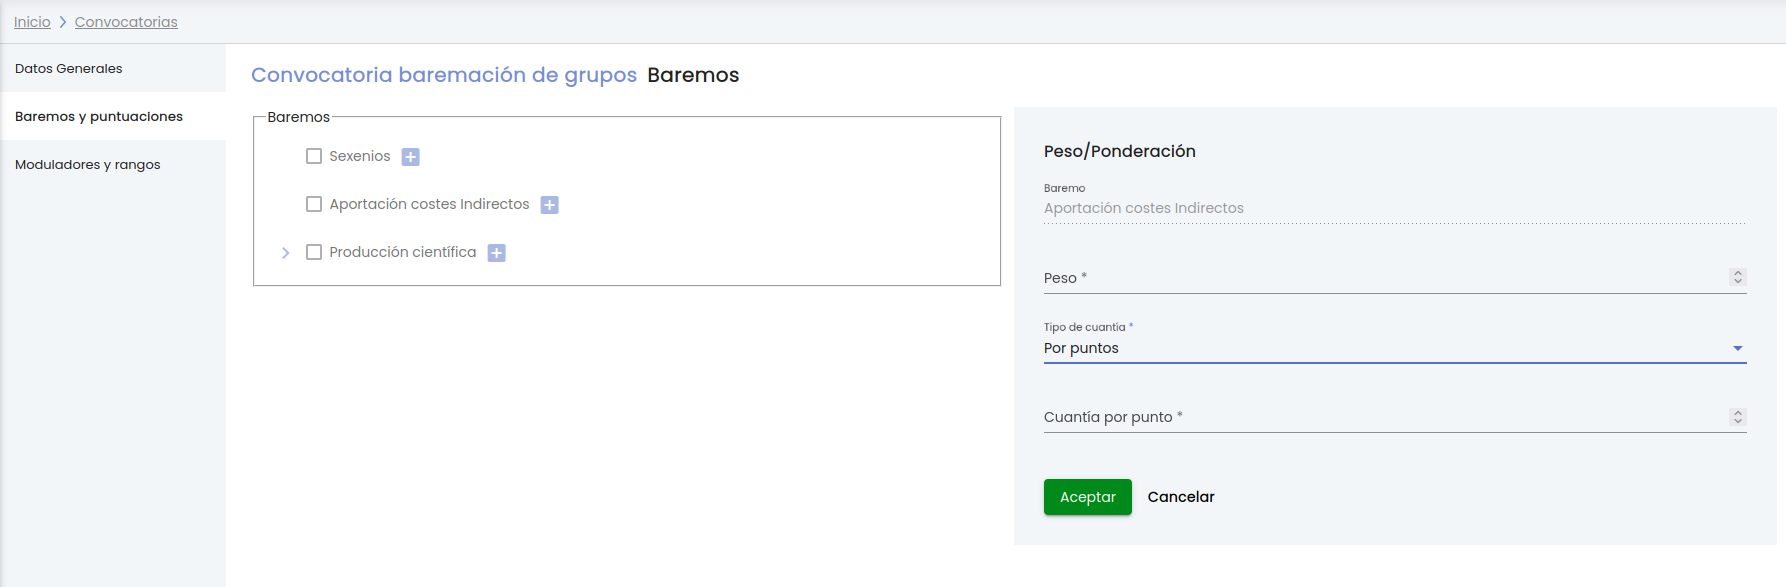 Inicio > Convocatorias
Datos Generales
Baremos y puntuaciones
Moduladores y rangos
Convocatoria baremación de grupos Baremos
Baremos
Sexenios
Aportación costes Indirectos
Producción científica
Peso/Ponderación
Baremo
Aportación costes Indirectos
Peso *
Tipo de cuantía *
Por puntos
Cuantía por punto *
Aceptar Cancelar